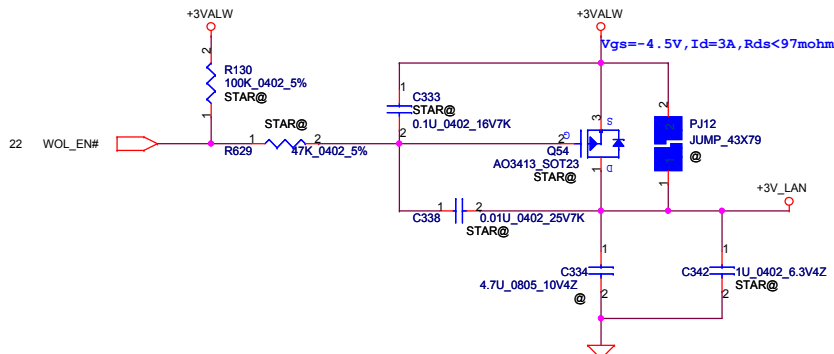 +3VALW
+3VALW
Vgs=-4.5V,Id=3A,Rds<97mohm
2
R130
100K_0402_5%
STAR@
1
1
C333
STAR@
0.1U_0402_16V7K
2
3
S
2
PJ12
JUMP_43X79
@
1
22
WOL_EN#
STAR@
1
2
R629
47K_0402_5%
2
G
Q54
AO3413_SOT23
STAR@
D
1
+3V_LAN
1
2
C338
0.01U_0402_25V7K
STAR@
1
C334
4.7U_0805_10V4Z
2
@
1
C342
1U_0402_6.3V4Z
STAR@
2